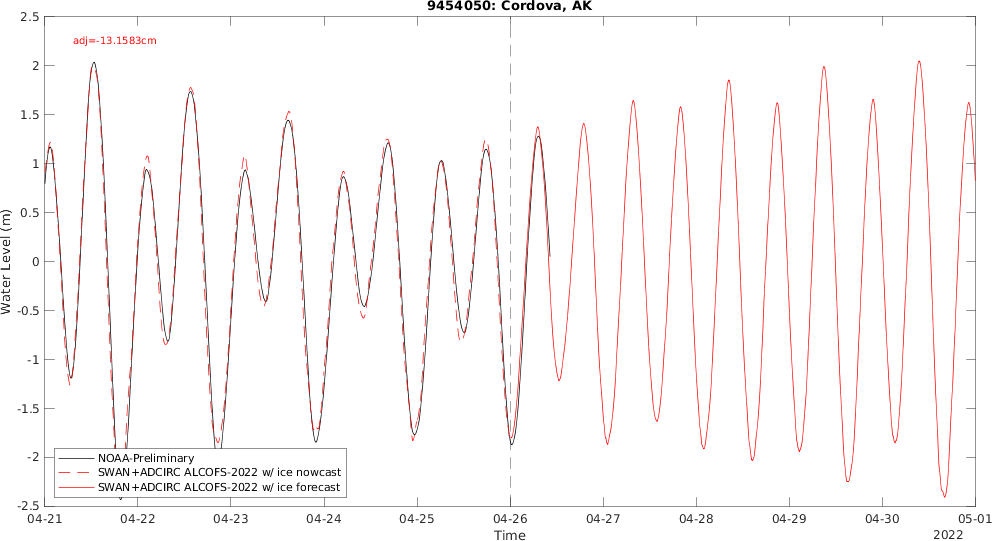 9454050: Cordova, AK
adj=-13.1583cm
2.5
2
1.5
1
0.5
0
-0.5
-1
-1.5
-2
-2.5
Water Level (m)
NOAA-Preliminary
SWAN+ADCIRC ALCOFS-2022 w/ ice nowcast
SWAN+ADCIRC ALCOFS-2022 w/ ice forecast
04-21 04-22 04-23 04-24 04-25 04-26 04-27 04-28 04-29 04-30 05-01
Time
2022